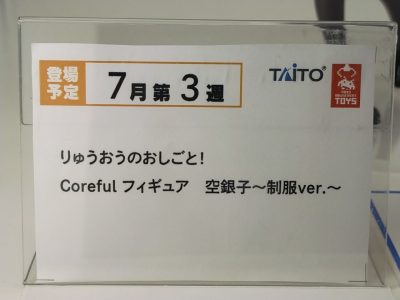 登場
予定
7月第3週
TAITO
TOYS
りゅうおうのおしごと!
Coreful フィギュア 空銀子〜制服ver.〜